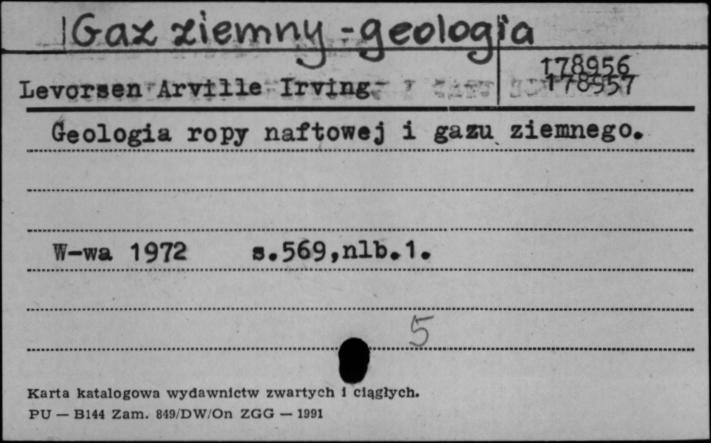 Gaz ziemny - geologia
178956
Levorsen Arville Irving
178957
Geologia ropy naftowej i gazu ziemnego.
W-wa 1972 s.569,nlb.1.
5
Karta katalogowa wydawnictw zwartych i ciągłych.
PU — B144 Zam. 849/DW/On ZGG — 1991